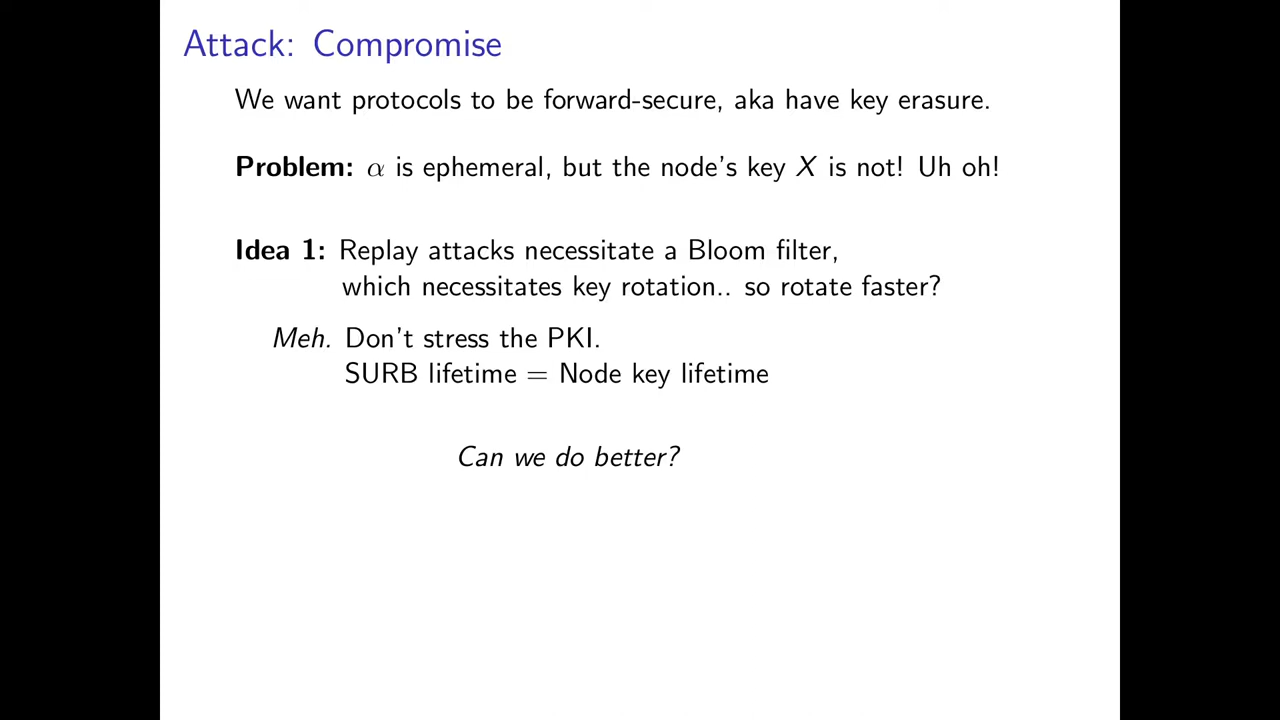 Attack: Compromise
We want protocols to be forward-secure, aka have key erasure.
Problem: α is ephemeral, but the node's key X is not! Uh oh!
Idea 1: Replay attacks necessitate a Bloom filter,
which necessitates key rotation.. so rotate faster?
Meh. Don't stress the PKI.
SURB lifetime = Node key lifetime
Can we do better?